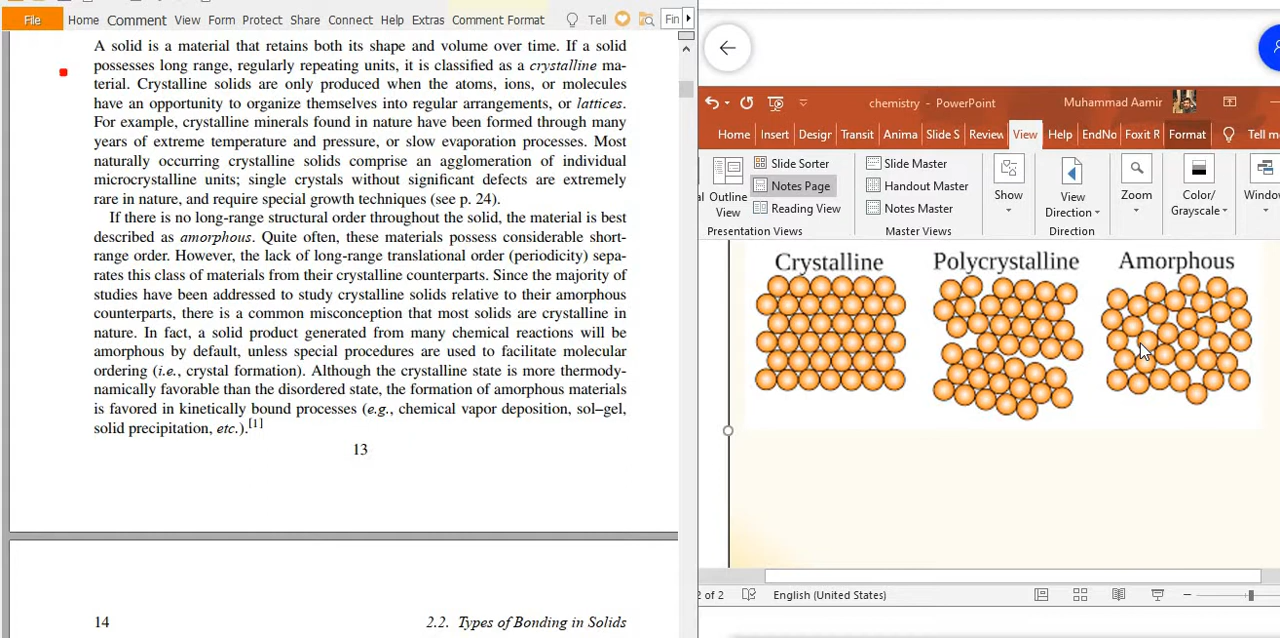 File Home Comment View Form Protect Share Connect Help Extras Comment Format Tell Fin
A solid is a material that retains both its shape and volume over time. If a solid
possesses long range, regularly repeating units, it is classified as a crystalline ma-
terial. Crystalline solids are only produced when the atoms, ions, or molecules
have an opportunity to organize themselves into regular arrangements, or lattices.
For example, crystalline minerals found in nature have been formed through many
years of extreme temperature and pressure, or slow evaporation processes. Most
naturally occurring crystalline solids comprise an agglomeration of individual
microcrystalline units; single crystals without significant defects are extremely
rare in nature, and require special growth techniques (see p. 24).
If there is no long-range structural order throughout the solid, the material is best
described as amorphous. Quite often, these materials possess considerable short-
range order. However, the lack of long-range translational order (periodicity) sepa-
rates this class of materials from their crystalline counterparts. Since the majority of
studies have been addressed to study crystalline solids relative to their amorphous
counterparts, there is a common misconception that most solids are crystalline in
nature. In fact, a solid product generated from many chemical reactions will be
amorphous by default, unless special procedures are used to facilitate molecular
ordering (i.e., crystal formation). Although the crystalline state is more thermody-
namically favorable than the disordered state, the formation of amorphous materials
is favored in kinetically bound processes (e.g., chemical vapor deposition, sol–gel,
solid precipitation, etc.).[1]
13
14 2.2. Types of Bonding in Solids
chemistry - PowerPoint Muhammad Aamir
Home Insert Design Transit Anima Slide S Review View Help EndNo Foxit R Format Tell me
Outline
View
Slide Sorter
Notes Page
Reading View
Presentation Views
Slide Master
Handout Master
Notes Master
Master Views
Show
View
Direction
Direction
Zoom
Color/
Grayscale
Window
Crystalline Polycrystalline Amorphous
2 of 2 English (United States)